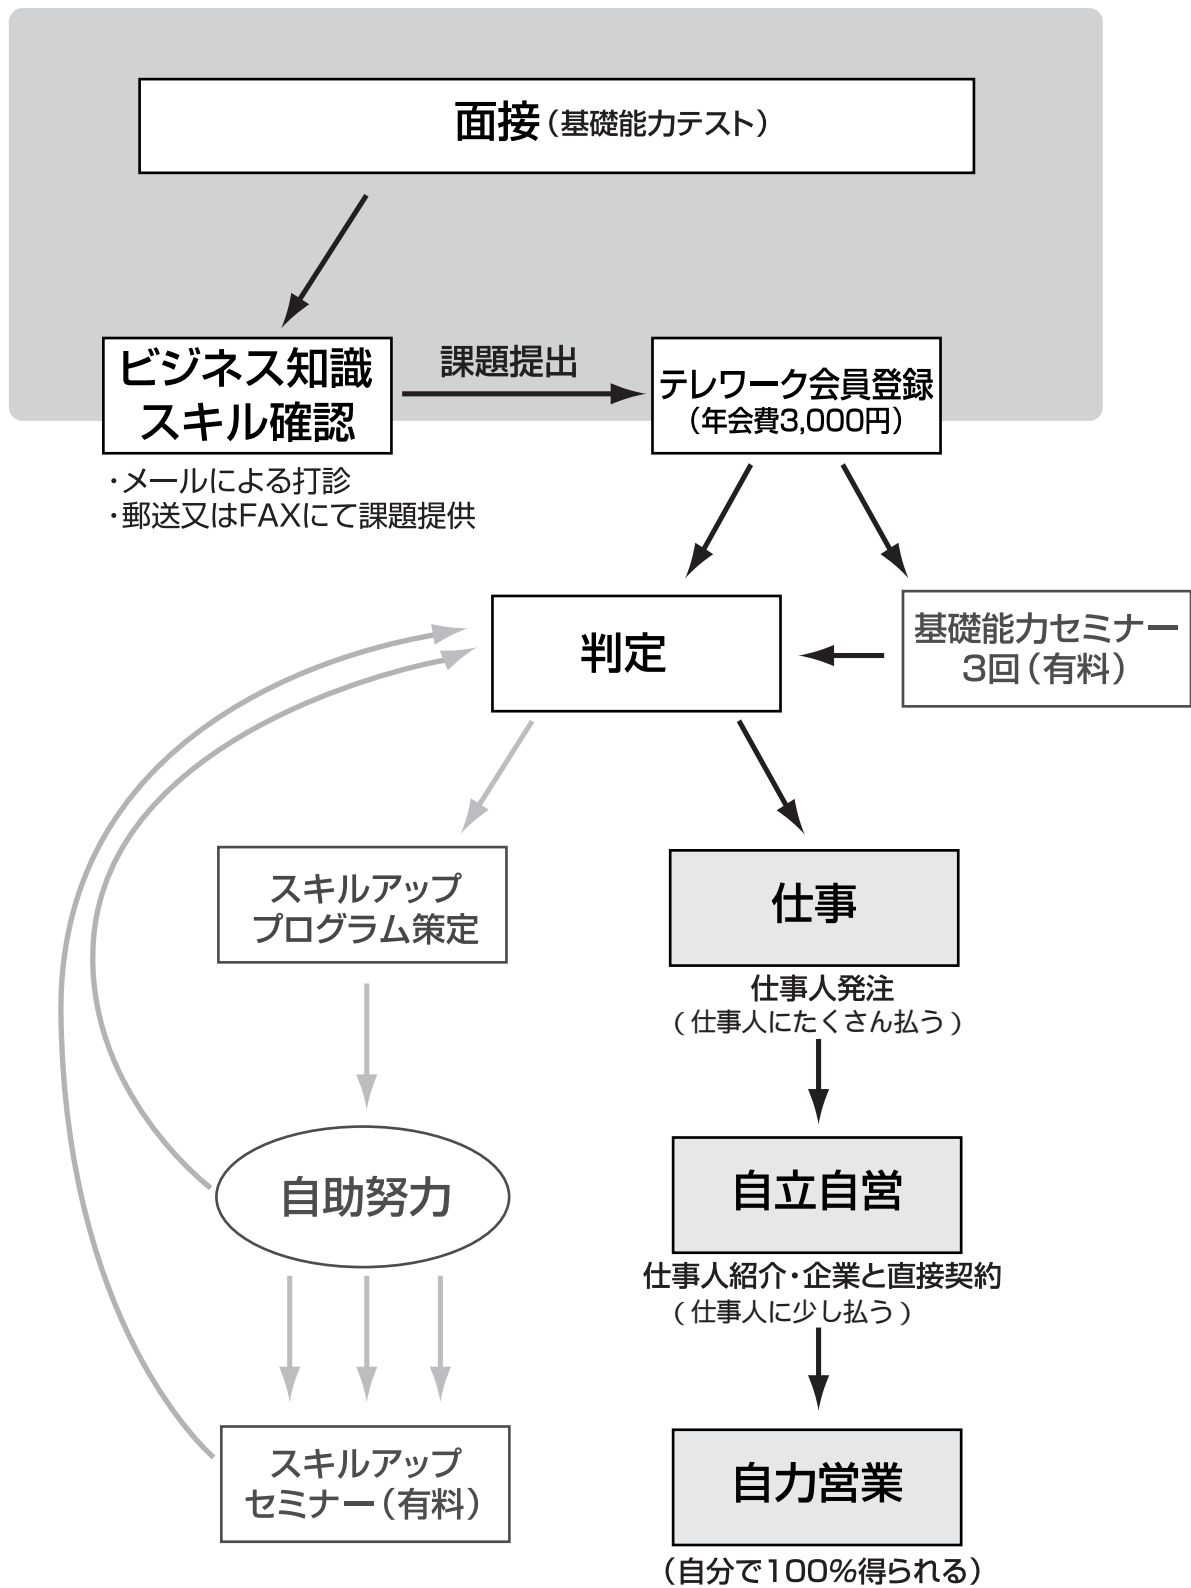 面接（基礎能力テスト）
ビジネス知識
スキル確認
課題提出
テレワーク会員登録
（年会費3,000円）
・メールによる打診
・郵送又はFAXにて課題提供
判定
基礎能力セミナー
3回（有料）
スキルアップ
プログラム策定
仕事
仕事人発注
（仕事人にたくさん払う）
自助努力
自立自営
仕事人紹介・企業と直接契約
（仕事人に少し払う）
スキルアップ
セミナー（有料）
自力営業
（自分で100%得られる）